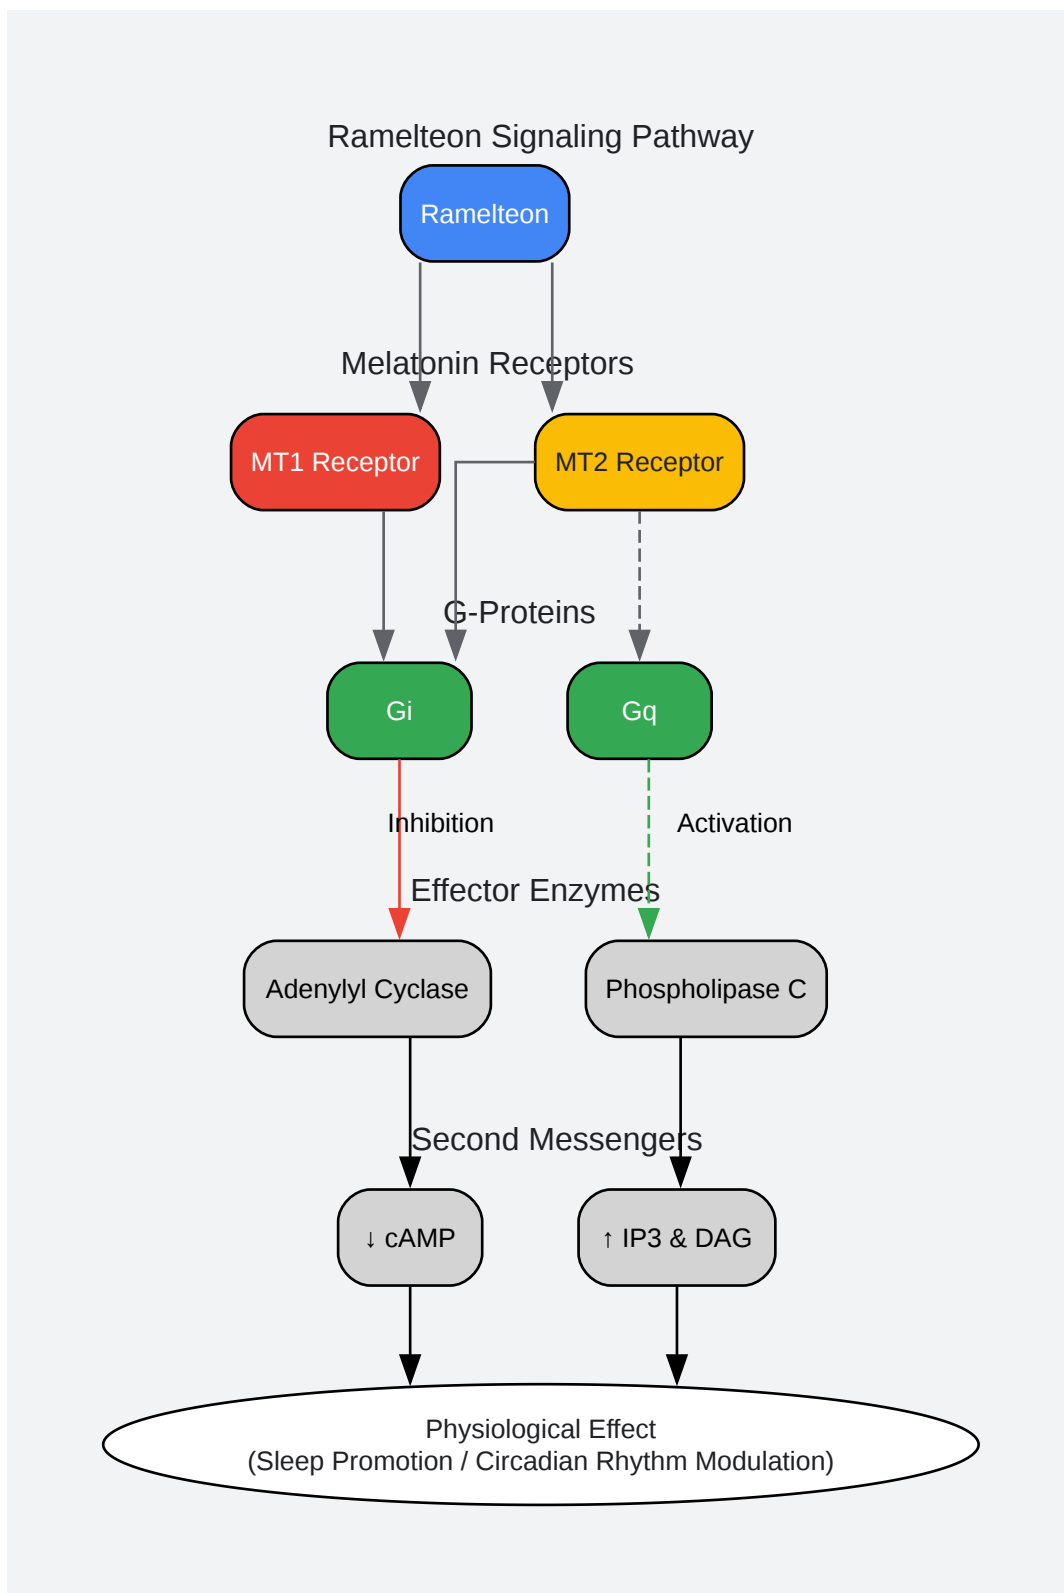 Ramelteon Signaling Pathway
Ramelteon
Melatonin Receptors
MT1 Receptor
MT2 Receptor
G-Proteins
Gi
Gq
Inhibition
Activation
Effector Enzymes
Adenylyl Cyclase
Phospholipase C
Second Messengers
↓ cAMP
↑ IP3 & DAG
Physiological Effect
(Sleep Promotion / Circadian Rhythm Modulation)